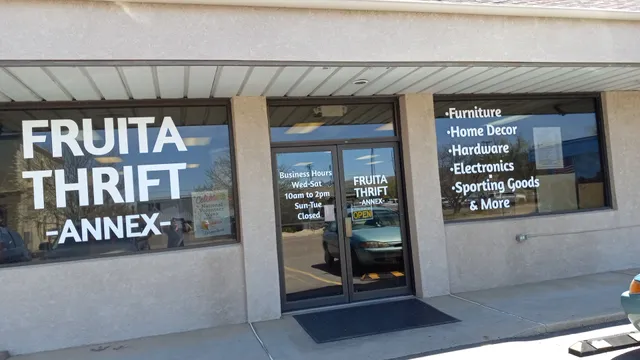 FRUITA
THRIFT
-ANNEX-
Business Hours
Wed-Sat
10am to 2pm
Sun-Tue
Closed
FRUITA
THRIFT
-ANNEX-
OPEN
•Furniture
•Home Decor
•Hardware
•Electronics
•Sporting Goods
& More